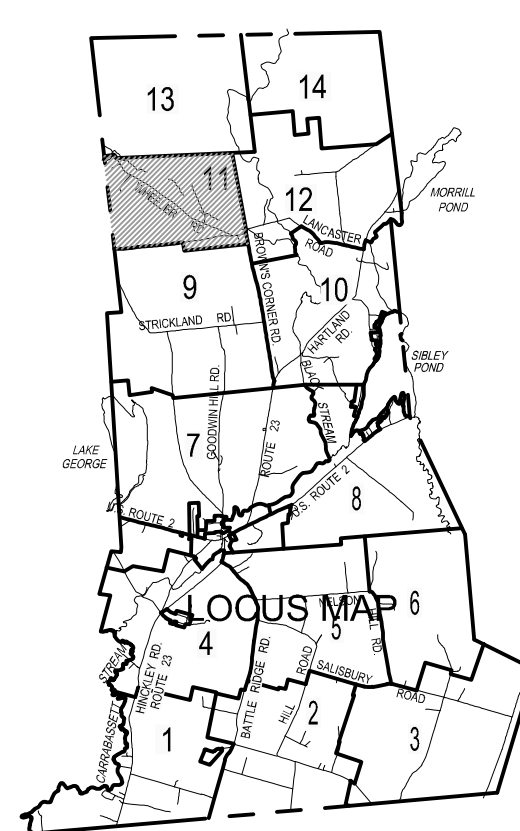 13
14
11
WHEELER RD.
12
MORRILL
POND
LANCASTER
ROAD
BROWN'S CORNER RD.
9
10
STRICKLAND RD.
HARTLAND
RD.
SIBLEY
POND
BLACK
STREAM
GOODWIN HILL RD.
ROUTE 23
7
LAKE
GEORGE
U.S. ROUTE 2
U.S. ROUTE 2
8
LOCUS MAP
NELSON
HILL RD.
6
5
4
STREAM
HINCKLEY RD.
ROUTE 23
BATTLE RIDGE RD.
ROAD
SALISBURY
ROAD
HILL
2
CARRABASSETT
1
3